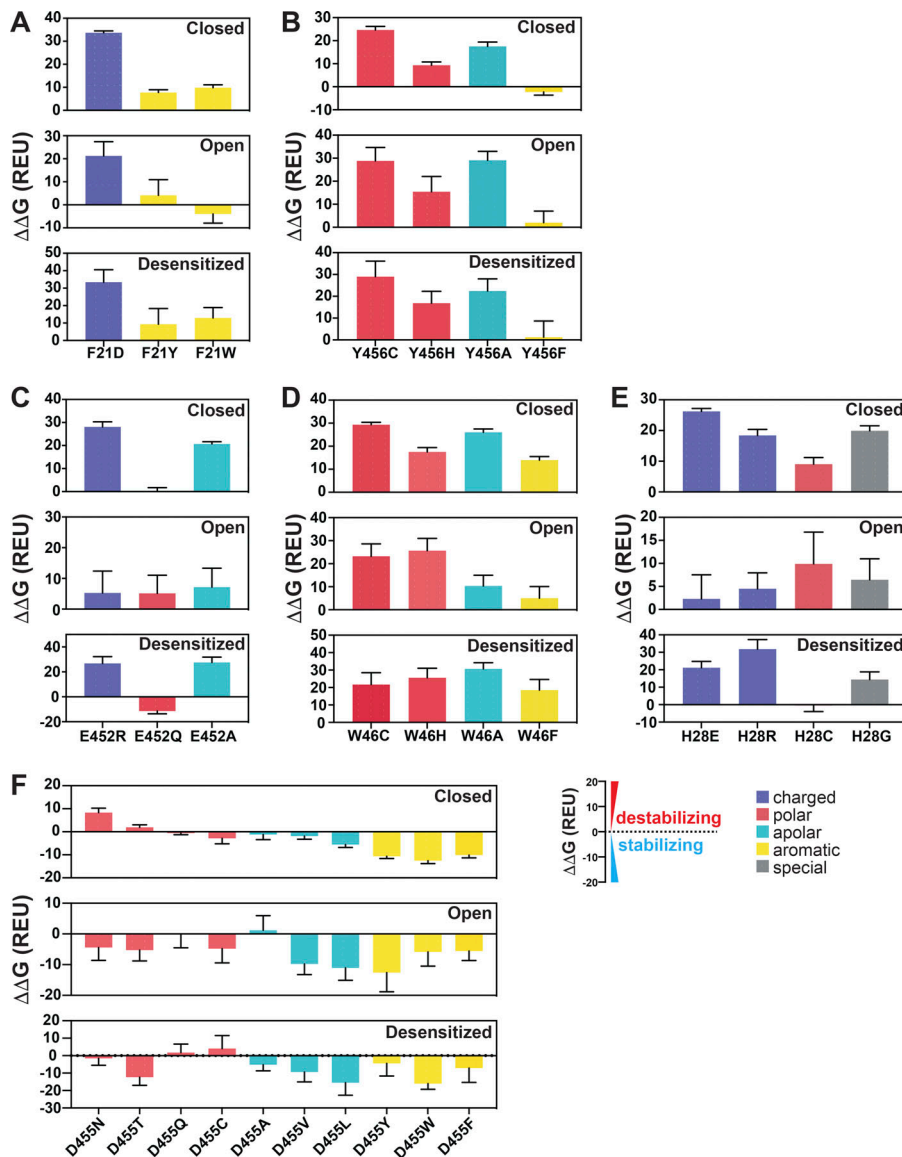 A
Closed
40
30
20
10
0
Open
30
20
10
0
-10
Desensitized
50
40
30
20
10
0
ΔΔG (REU)
F21D F21Y F21W
B
Closed
30
20
10
0
-10
Open
40
30
20
10
0
Desensitized
40
30
20
10
0
ΔΔG (REU)
Y456C Y456H Y456A Y456F
C
Closed
40
30
20
10
0
Open
30
20
10
0
Desensitized
40
20
0
-20
ΔΔG (REU)
E452R E452Q E452A
D
Closed
40
30
20
10
0
Open
40
30
20
10
0
Desensitized
50
40
30
20
10
0
ΔΔG (REU)
W46C W46H W46A W46F
E
Closed
30
20
10
0
Open
20
15
10
5
0
Desensitized
40
30
20
10
0
-10
ΔΔG (REU)
H28E H28R H28C H28G
F
Closed
20
10
0
-10
-20
Open
10
0
-10
-20
Desensitized
20
10
0
-10
-20
-30
ΔΔG (REU)
D455N D455T D455Q D455C D455A D455V D455L D455Y D455W D455F
ΔΔG (REU)
20
10
0
-10
20
destabilizing
stabilizing
charged
polar
apolar
aromatic
special